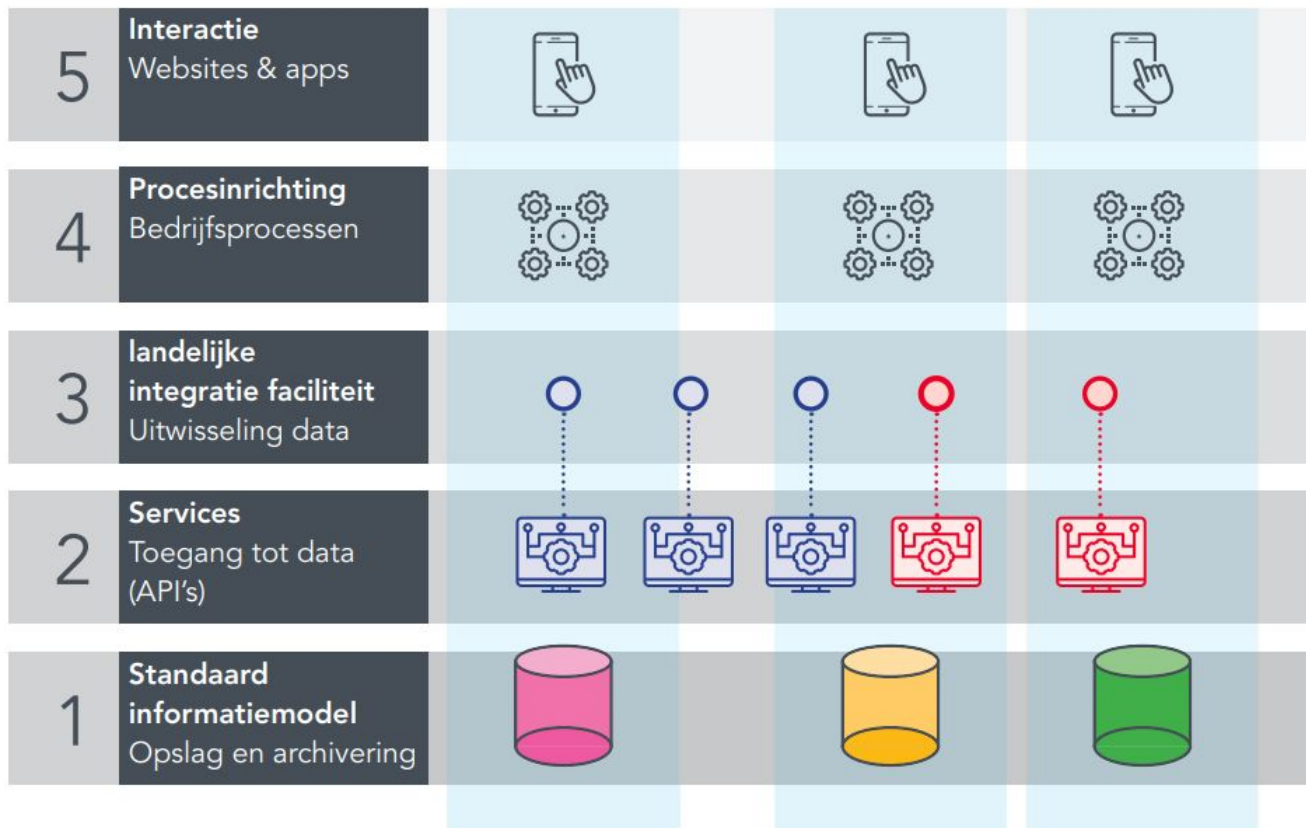 5
Interactie
Websites & apps
4
Procesinrichting
Bedrijfsprocessen
3
landelijke
integratie faciliteit
Uitwisseling data
2
Services
Toegang tot data
(API's)
1
Standaard
informatiemodel
Opslag en archivering